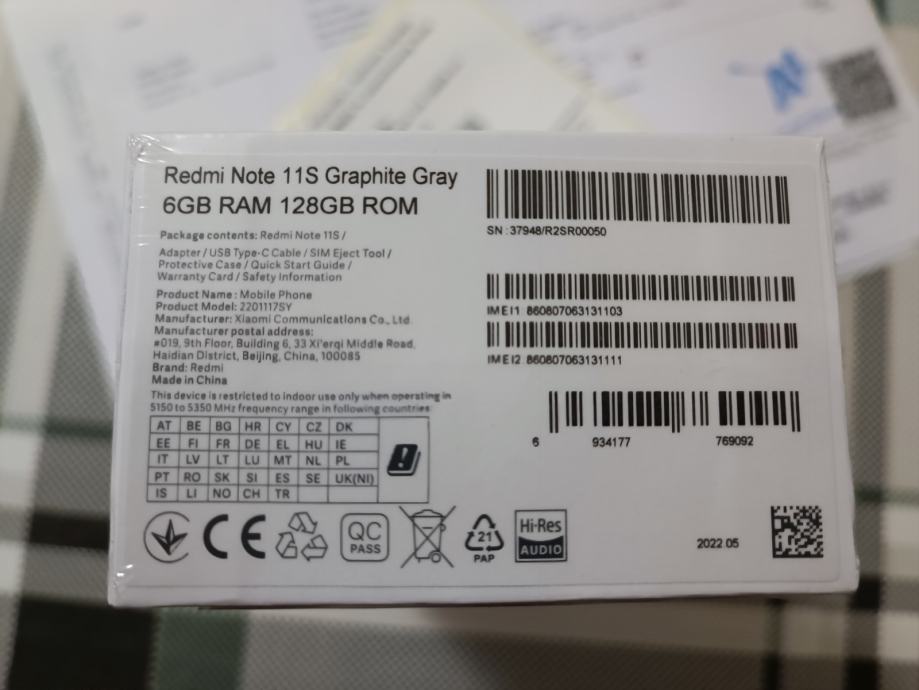 Redmi Note 11S Graphite Gray
6GB RAM 128GB ROM
Package contents: Redmi Note 11S /
Adapter / USB Type-C Cable / SIM Eject Tool /
Protective Case / Quick Start Guide /
Warranty Card / Safety Information
Product Name: Mobile Phone
Product Model: 2201117SY
Manufacturer: Xiaomi Communications Co., Ltd.
Manufacturer postal address:
#019, 9th Floor, Building 6, 33 Xi'erqi Middle Road,
Haidian District, Beijing, China, 100085
Brand: Redmi
Made in China
This device is restricted to indoor use only when operating in
5150 to 5350 MHz frequency range in following countries:
AT BE BG HR CY CZ DK
EE FI FR DE EL HU IE
IT LV LT LU MT NL PL
PT RO SK SI ES SE UK(NI)
IS LI NO CH TR
CE
QC
PASS
21
PAP
Hi-Res
AUDIO
SN:37948/R2SR00050
IMEI1 860807063131103
IMEI2 860807063131111
6 934177 769092
2022.05